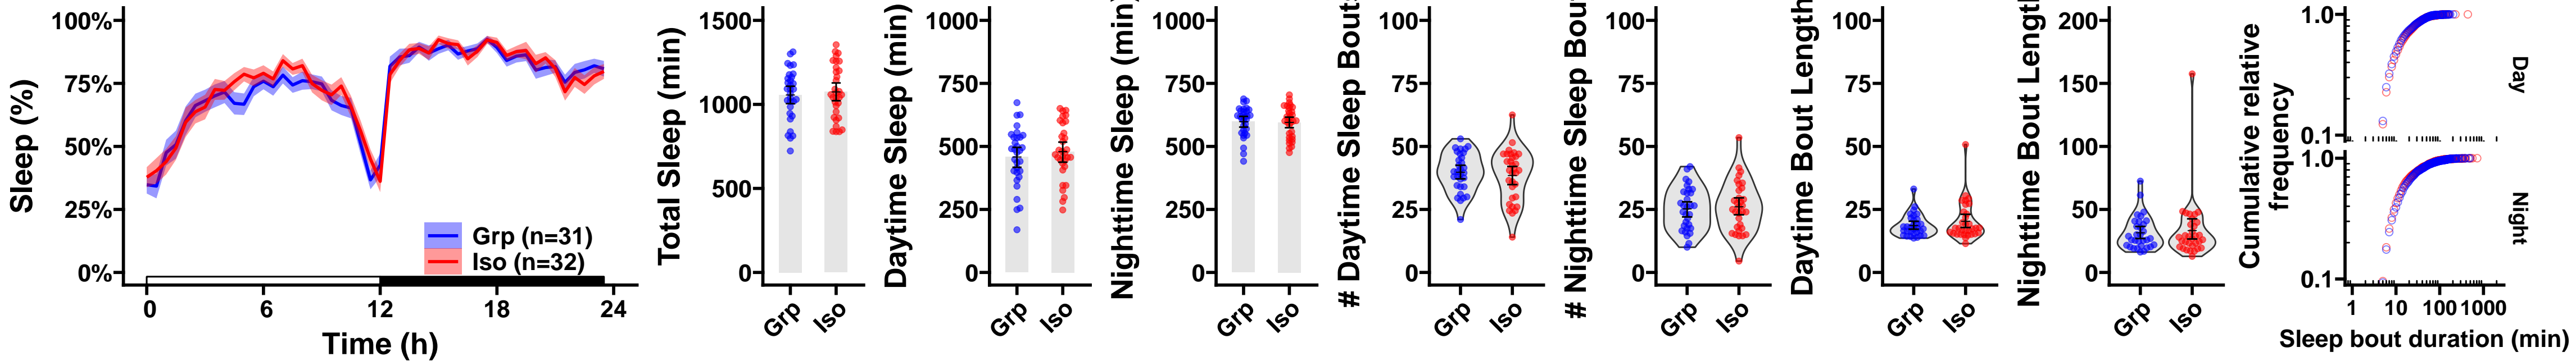 Sleep (%)
100%
75%
50%
25%
0%
Grp (n=31)
Iso (n=32)
0 6 12 18 24
Time (h)
Total Sleep (min)
1500
1000
500
0
Grp Iso
Daytime Sleep (min)
1000
750
500
250
0
Grp Iso
Nighttime Sleep (min)
1000
750
500
250
0
Grp Iso
# Daytime Sleep Bouts
100
75
50
25
0
Grp Iso
# Nighttime Sleep Bou
100
75
50
25
0
Grp Iso
Daytime Bout Length
100
75
50
25
0
Grp Iso
Nighttime Bout Length
200
150
100
50
0
Grp Iso
Cumulative relative
frequency
1.0
0.1
Day
1.0
0.1
Night
1 10 100 1000
Sleep bout duration (min)